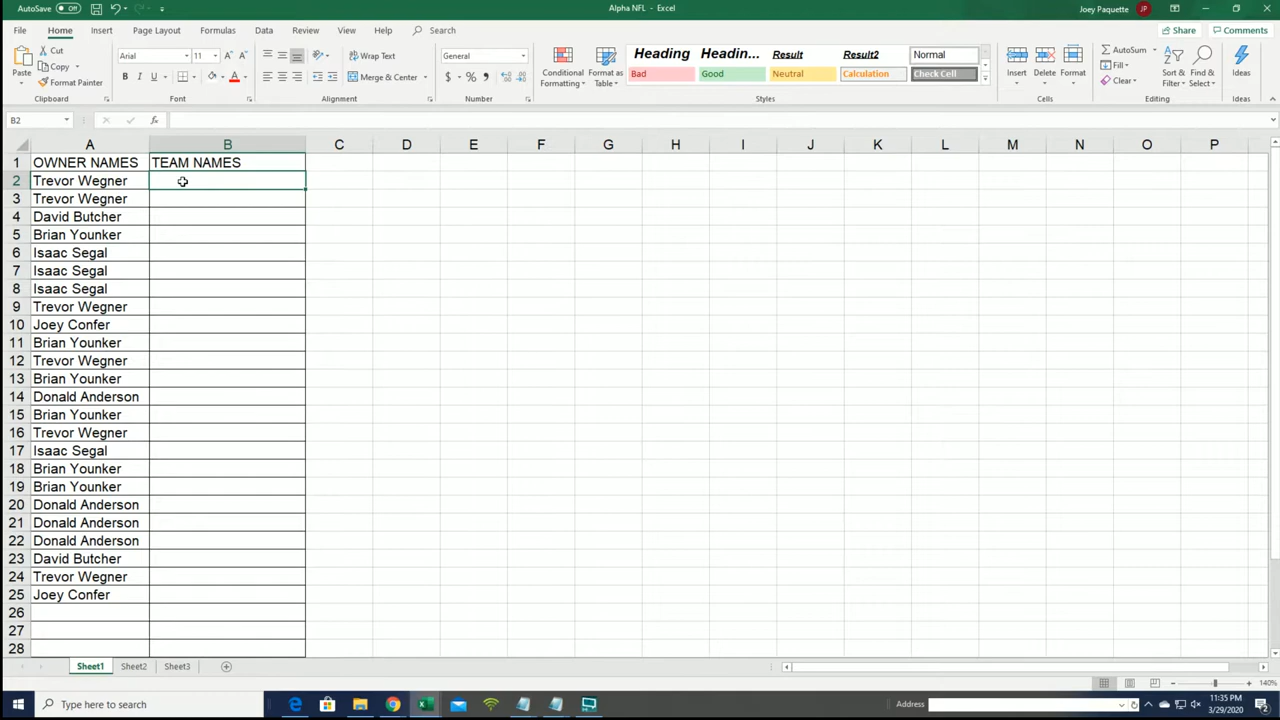 AutoSave Off
Alpha NFL - Excel
Joey Paquette JP
File Home Insert Page Layout Formulas Data Review View Help Search
Share Comments
Paste
Cut
Copy
Format Painter
Clipboard
Arial 11
B I U
Font
Wrap Text
Merge & Center
Alignment
General
$ % ,
Number
Conditional Formatting
Format as Table
Heading Headin... Result Result2 Normal
Bad Good Neutral Calculation Check Cell
Styles
Insert Delete Format
Cells
AutoSum
Fill
Clear
Sort & Filter
Find & Select
Editing
Ideas
Ideas
B2 fx
A B C D E F G H I J K L M N O P
1 OWNER NAMES TEAM NAMES
2 Trevor Wegner
3 Trevor Wegner
4 David Butcher
5 Brian Younker
6 Isaac Segal
7 Isaac Segal
8 Isaac Segal
9 Trevor Wegner
10 Joey Confer
11 Brian Younker
12 Trevor Wegner
13 Brian Younker
14 Donald Anderson
15 Brian Younker
16 Trevor Wegner
17 Isaac Segal
18 Brian Younker
19 Brian Younker
20 Donald Anderson
21 Donald Anderson
22 Donald Anderson
23 David Butcher
24 Trevor Wegner
25 Joey Confer
26
27
28
Sheet1 Sheet2 Sheet3
140%
Type here to search
Address
11:35 PM
3/29/2020